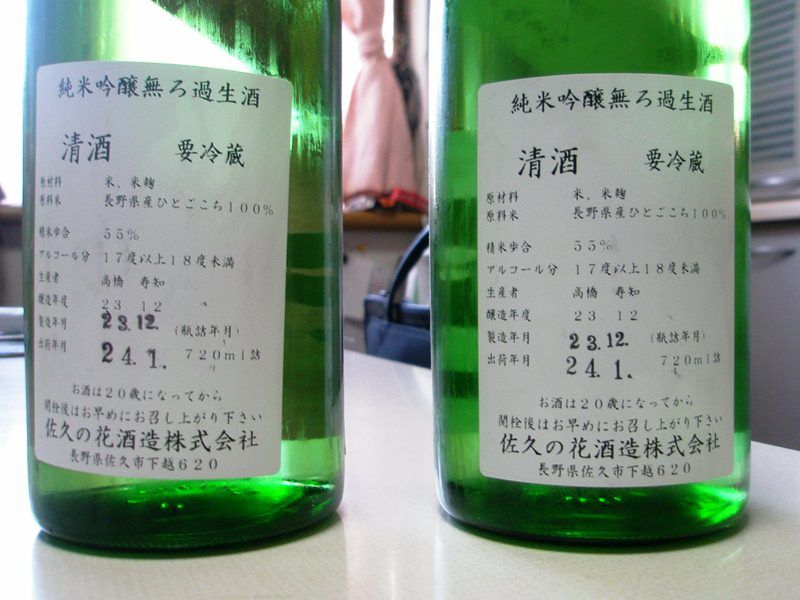 純米吟醸無ろ過生酒
清酒 要冷蔵
原材料 米、米麹
原料米 長野県産ひとごこち100%
精米歩合 55%
アルコール分 17度以上18度未満
生産者 高橋 寿知
醸造年度 23.12
製造年月 23.12. (瓶詰年月)
出荷年月 24.1. 720ml詰
お酒は20歳になってから
開栓後はお早めにお召し上がり下さい
佐久の花酒造株式会社
長野県佐久市下越620
純米吟醸無ろ過生酒
清酒 要冷蔵
原材料 米、米麹
原料米 長野県産ひとごこち100%
精米歩合 55%
アルコール分 17度以上18度未満
生産者 高橋 寿知
醸造年度 23.12
製造年月 23.12. (瓶詰年月)
出荷年月 24.1. 720ml詰
お酒は20歳になってから
開栓後はお早めにお召し上がり下さい
佐久の花酒造株式会社
長野県佐久市下越620